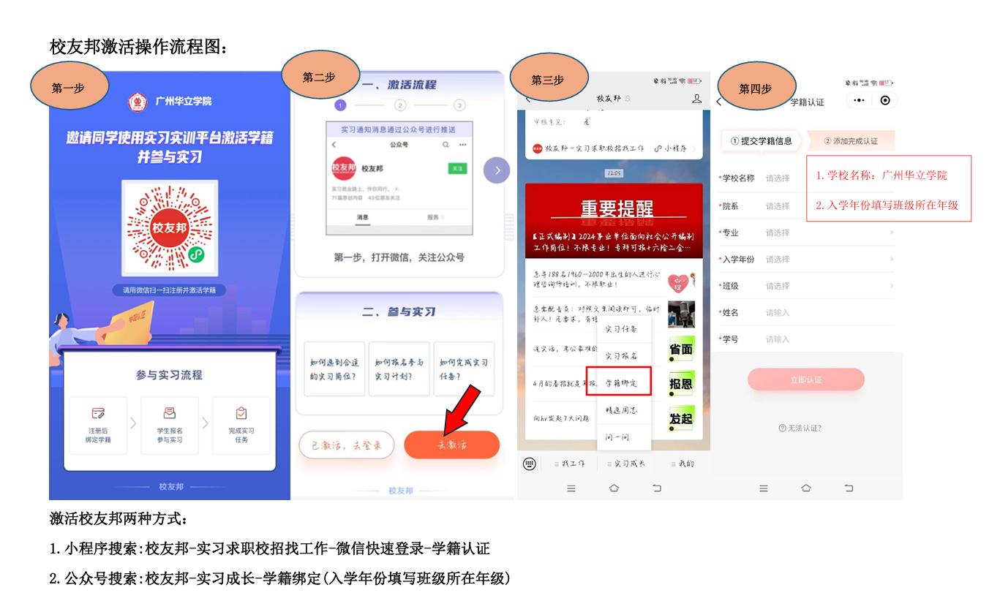 校友邦激活操作流程图：
第一步
广州华立学院
邀请同学使用实习实训平台激活学籍
并参与实习
校友邦
请用微信扫一扫注册并激活学籍
参与实习流程
注册后
绑定学籍
学生报名
参与实习
完成实习
任务
校友邦
第二步
一、激活流程
1
2
3
实习通知消息通过公众号进行推送
公众号
校友邦
校友邦
关注
实习就业路上，伴你同行。
71篇原创内容 43位朋友关注
消息
服务
第一步，打开微信，关注公众号
二、参与实习
如何选到合适
的实习岗位？
如何报名参与
实习计划？
如何完成实习
任务？
已激活，去登录
去激活
校友邦
第三步
校友邦
审核意见： 无
校友邦-实习求职校招找工作
小程序
12:05
重要提醒
【正式编制】2024事业单位面向社会公开编制
工作岗位！不限专业！专科可报+六险二金…
急寻188名1960—2000年出生的人进行心
理咨询师培训，不限职业！
心理
急需配音员：对照文案阅读即可，临时
补人！无要求，有
说实话，考公最难的
省面
4月的春招就是
报恩
向hr发起7大问题
发起
实习任务
实习报名
学籍绑定
精选周志
问一问
找工作
实习成长
我的
第四步
学籍认证
①提交学籍信息
②添加完成认证
*学校名称 请选择
*院系 请选择
*专业 请选择
*入学年份 请选择
*班级 请选择
*姓名 请输入
*学号 请输入
1.学校名称：广州华立学院
2.入学年份填写班级所在年级
立即认证
无法认证?
激活校友邦两种方式：
1.小程序搜索:校友邦-实习求职校招找工作-微信快速登录-学籍认证
2.公众号搜索:校友邦-实习成长-学籍绑定(入学年份填写班级所在年级)